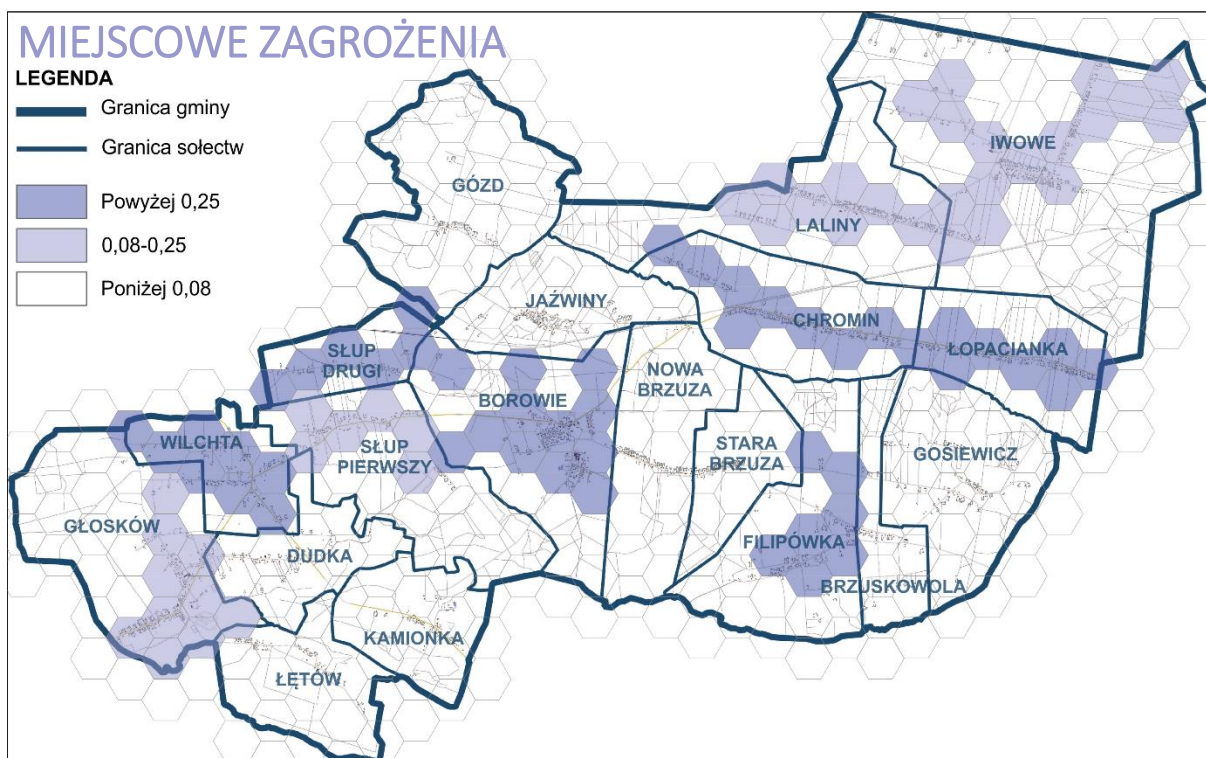 MIEJSCOWE ZAGROŻENIA
LEGENDA
Granica gminy
Granica sołectw
Powyżej 0,25
0,08-0,25
Poniżej 0,08
IWOWE
GÓZD
LALINY
JAŹWINY
CHROMIN
SŁUP
DRUGI
ŁOPACIANKA
NOWA
BRZUZA
BOROWIE
WILCHTA
SŁUP
PIERWSZY
STARA
BRZUZA
GOSIEWICZ
GŁOSKÓW
DUDKA
FILIPÓWKA
BRZUSKOWOLA
KAMIONKA
ŁĘTÓW